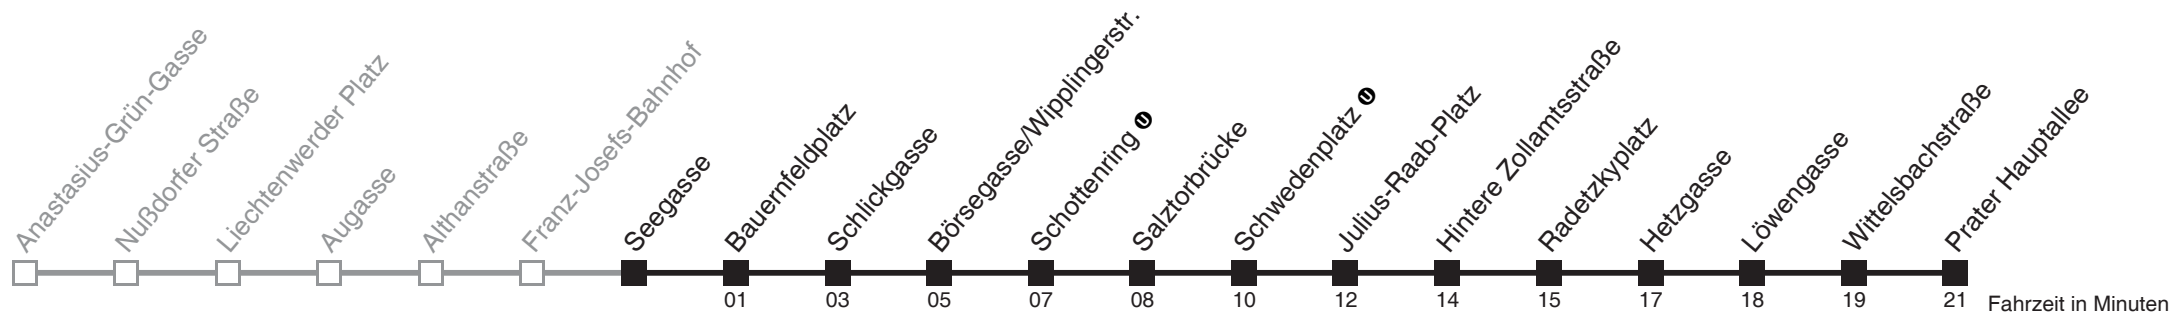 Anastasius-Grün-Gasse
Nußdorfer Straße
Liechtenwerder Platz
Augasse
Althanstraße
Franz-Josefs-Bahnhof
Seegasse
Bauernfeldplatz
Schlickgasse
Börsegasse/Wipplingerstr.
Schottenring U
Salztorbrücke
Schwedenplatz U
Julius-Raab-Platz
Hintere Zollamtsstraße
Radetzkyplatz
Hetzgasse
Löwengasse
Wittelsbachstraße
Prater Hauptallee
01 03 05 07 08 10 12 14 15 17 18 19 21 Fahrzeit in Minuten